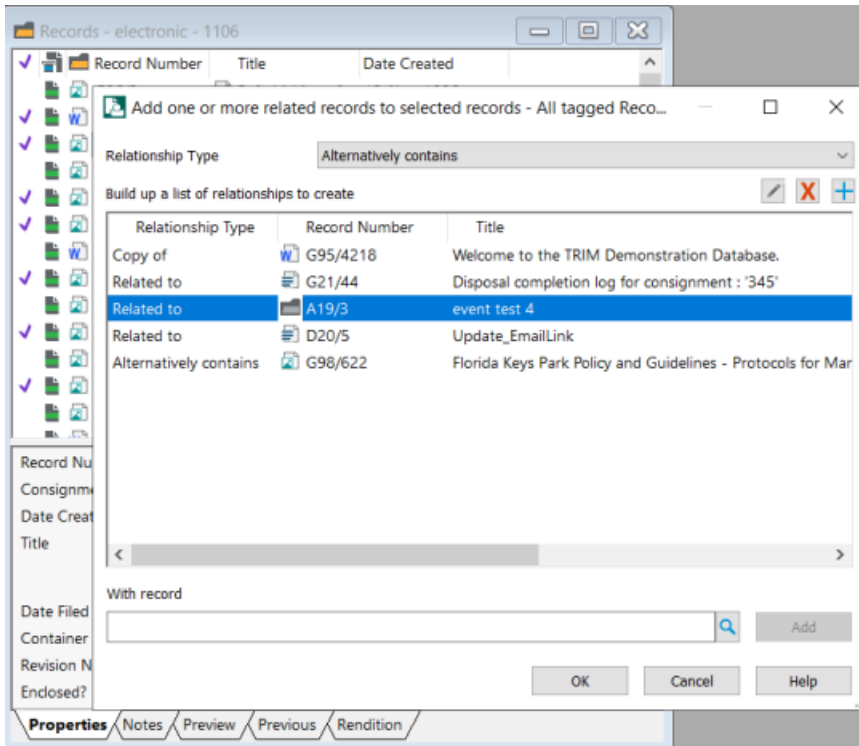 Records - electronic - 1106
Record Number Title Date Created
Add one or more related records to selected records - All tagged Reco...
Relationship Type Alternatively contains
Build up a list of relationships to create
Relationship Type Record Number Title
Copy of G95/4218 Welcome to the TRIM Demonstration Database.
Related to G21/44 Disposal completion log for consignment : '345'
Related to A19/3 event test 4
Related to D20/5 Update_EmailLink
Alternatively contains G98/622 Florida Keys Park Policy and Guidelines - Protocols for Mar
Record Nu
Consignm
Date Creat
Title
With record
Date Filed
Add
Container
Revision N
OK Cancel Help
Enclosed?
Properties Notes Preview Previous Rendition